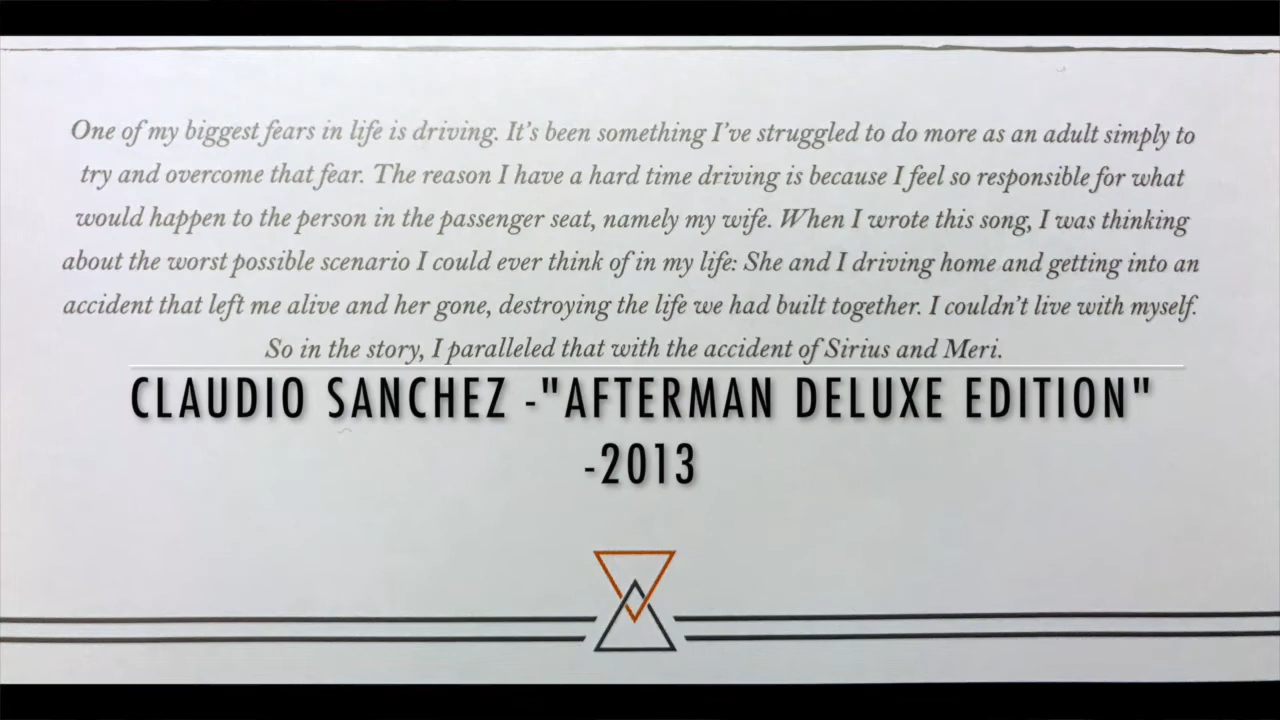 One of my biggest fears in life is driving. It's been something I've struggled to do more as an adult simply to
try and overcome that fear. The reason I have a hard time driving is because I feel so responsible for what
would happen to the person in the passenger seat, namely my wife. When I wrote this song, I was thinking
about the worst possible scenario I could ever think of in my life: She and I driving home and getting into an
accident that left me alive and her gone, destroying the life we had built together. I couldn't live with myself.
So in the story, I paralleled that with the accident of Sirius and Meri.
CLAUDIO SANCHEZ -"AFTERMAN DELUXE EDITION"
-2013